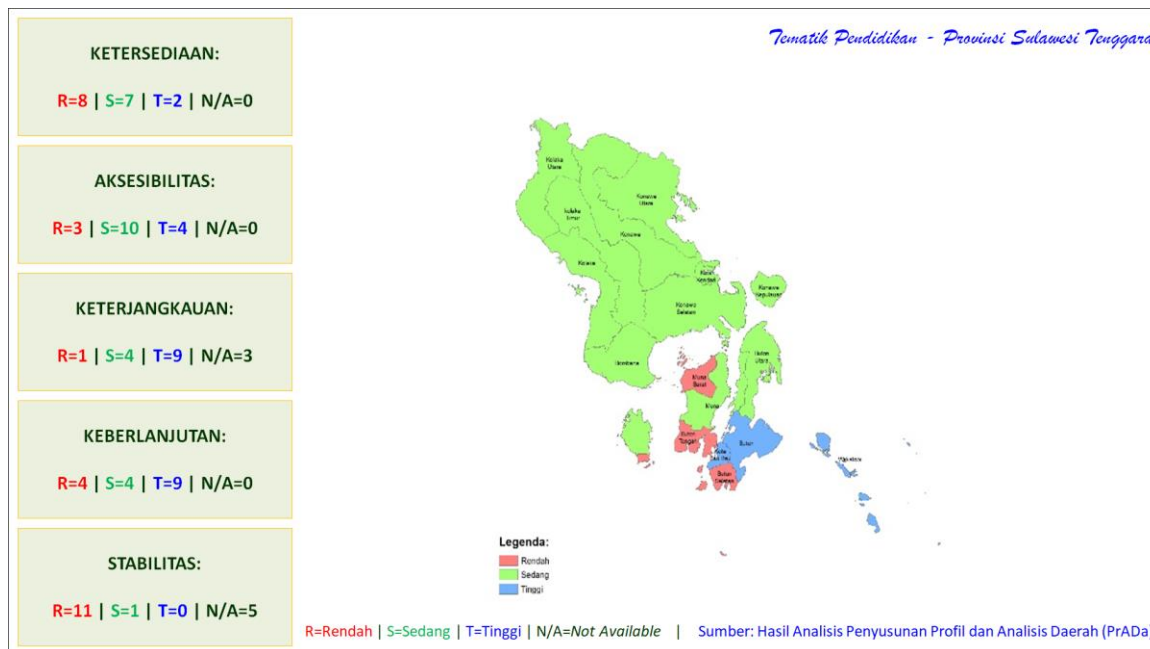 Tematik Pendidikan - Provinsi Sulawesi Tenggara
KETERSEDIAAN:
R=8 | S=7 | T=2 | N/A=0
AKSESIBILITAS:
R=3 | S=10 | T=4 | N/A=0
KETERJANGKAUAN:
R=1 | S=4 | T=9 | N/A=3
KEBERLANJUTAN:
R=4 | S=4 | T=9 | N/A=0
STABILITAS:
R=11 | S=1 | T=0 | N/A=5
Kolaka
Utara
Konawe
Utara
Kolaka
Timur
Konawe
Kolaka
Kota
Kendari
Konawe
Kepulauan
Konawe
Selatan
Bombana
Buton
Utara
Muna
Barat
Muna
Buton
Tengah
Buton
Kota
Wakatobi
Buton
Selatan
Legenda:
Rendah
Sedang
Tinggi
R=Rendah | S=Sedang | T=Tinggi | N/A=Not Available | Sumber: Hasil Analisis Penyusunan Profil dan Analisis Daerah (PrADa)